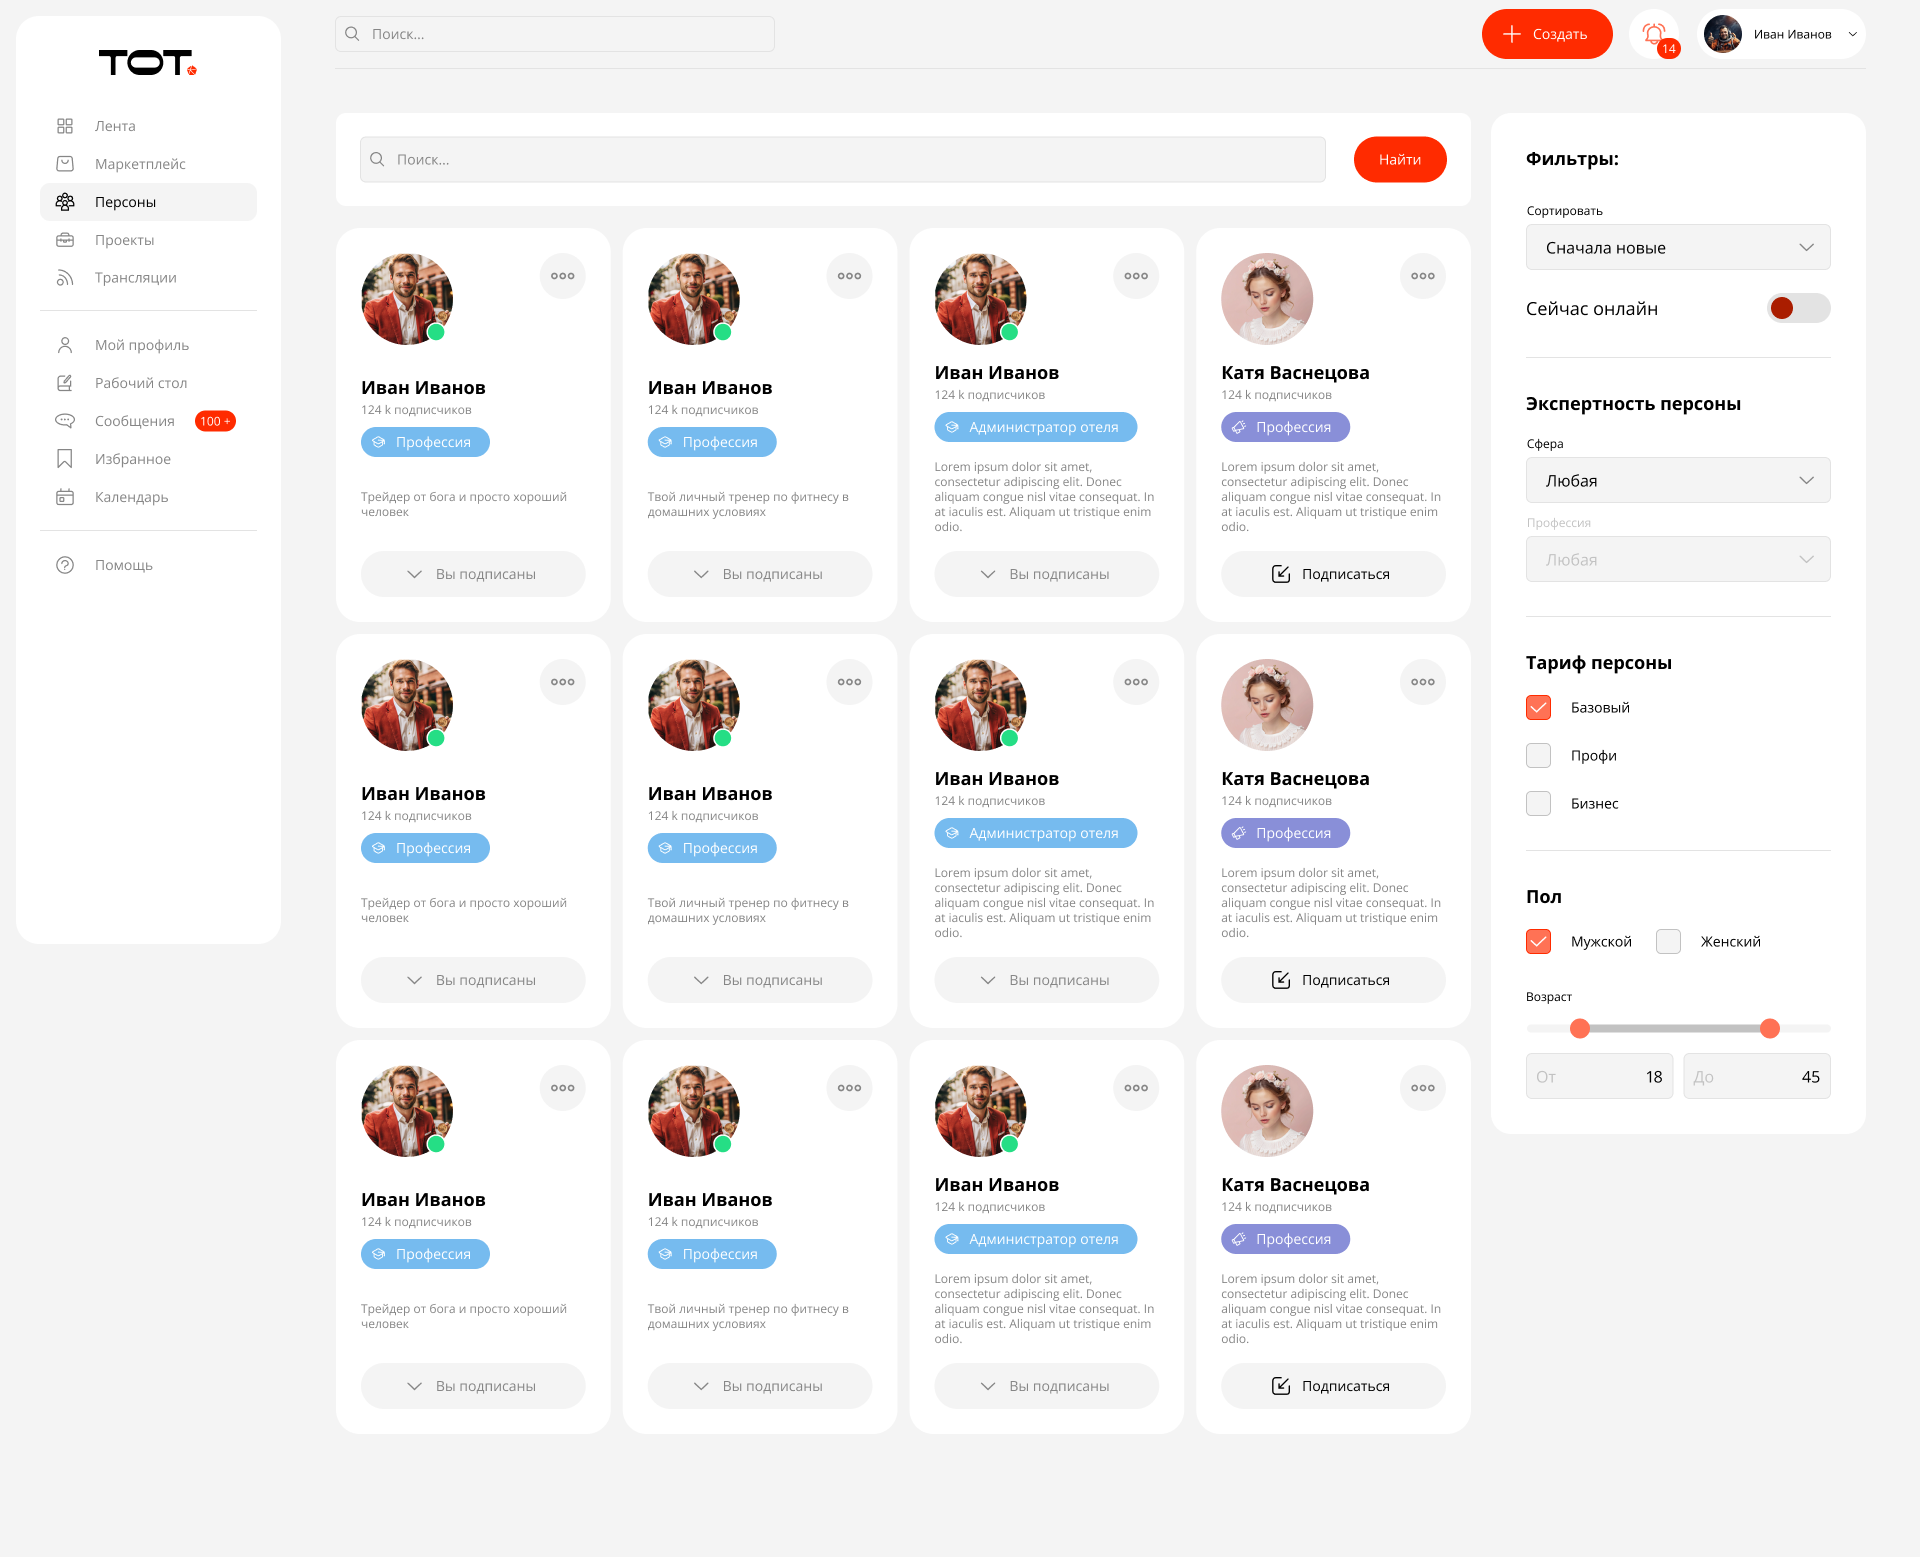 ТОТ.
Лента
Маркетплейс
Персоны
Проекты
Трансляции
Мой профиль
Рабочий стол
Сообщения 100 +
Избранное
Календарь
Помощь
Поиск...
Создать
14
Иван Иванов
Поиск...
Найти
Иван Иванов
124 k подписчиков
Профессия
Трейдер от бога и просто хороший
человек
Вы подписаны
Иван Иванов
124 k подписчиков
Профессия
Твой личный тренер по фитнесу в
домашних условиях
Вы подписаны
Иван Иванов
124 k подписчиков
Администратор отеля
Lorem ipsum dolor sit amet,
consectetur adipiscing elit. Donec
aliquam congue nisl vitae consequat. In
at iaculis est. Aliquam ut tristique enim
odio.
Вы подписаны
Катя Васнецова
124 k подписчиков
Профессия
Lorem ipsum dolor sit amet,
consectetur adipiscing elit. Donec
aliquam congue nisl vitae consequat. In
at iaculis est. Aliquam ut tristique enim
odio.
Подписаться
Иван Иванов
124 k подписчиков
Профессия
Трейдер от бога и просто хороший
человек
Вы подписаны
Иван Иванов
124 k подписчиков
Профессия
Твой личный тренер по фитнесу в
домашних условиях
Вы подписаны
Иван Иванов
124 k подписчиков
Администратор отеля
Lorem ipsum dolor sit amet,
consectetur adipiscing elit. Donec
aliquam congue nisl vitae consequat. In
at iaculis est. Aliquam ut tristique enim
odio.
Вы подписаны
Катя Васнецова
124 k подписчиков
Профессия
Lorem ipsum dolor sit amet,
consectetur adipiscing elit. Donec
aliquam congue nisl vitae consequat. In
at iaculis est. Aliquam ut tristique enim
odio.
Подписаться
Иван Иванов
124 k подписчиков
Профессия
Трейдер от бога и просто хороший
человек
Вы подписаны
Иван Иванов
124 k подписчиков
Профессия
Твой личный тренер по фитнесу в
домашних условиях
Вы подписаны
Иван Иванов
124 k подписчиков
Администратор отеля
Lorem ipsum dolor sit amet,
consectetur adipiscing elit. Donec
aliquam congue nisl vitae consequat. In
at iaculis est. Aliquam ut tristique enim
odio.
Вы подписаны
Катя Васнецова
124 k подписчиков
Профессия
Lorem ipsum dolor sit amet,
consectetur adipiscing elit. Donec
aliquam congue nisl vitae consequat. In
at iaculis est. Aliquam ut tristique enim
odio.
Подписаться
Фильтры:
Сортировать
Сначала новые
Сейчас онлайн
Экспертность персоны
Сфера
Любая
Профессия
Любая
Тариф персоны
Базовый
Профи
Бизнес
Пол
Мужской Женский
Возраст
От 18 До 45